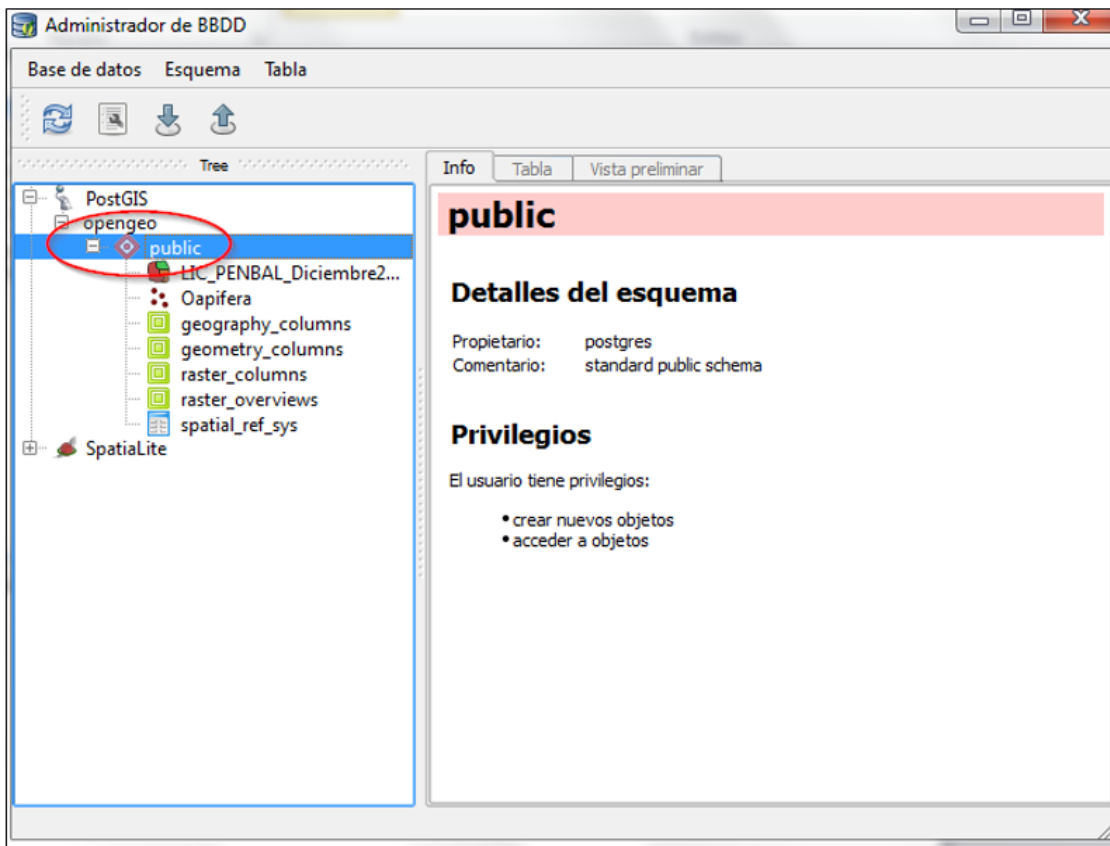 Administrador de BBDD
Base de datos Esquema Tabla
Tree
PostGIS
opengeo
public
LIC_PENBAL_Diciembre2...
Oapifera
geography_columns
geometry_columns
raster_columns
raster_overviews
spatial_ref_sys
SpatiaLite
Info Tabla Vista preliminar
public
Detalles del esquema
Propietario: postgres
Comentario: standard public schema
Privilegios
El usuario tiene privilegios:
• crear nuevos objetos
• acceder a objetos